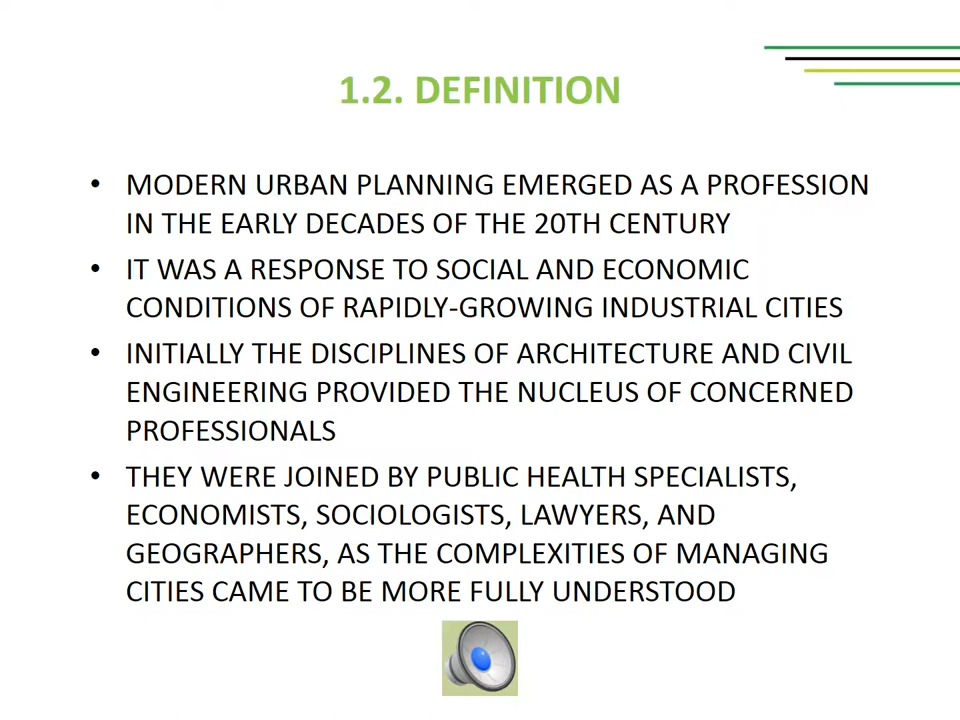 1.2. DEFINITION
• MODERN URBAN PLANNING EMERGED AS A PROFESSION
IN THE EARLY DECADES OF THE 20TH CENTURY
• IT WAS A RESPONSE TO SOCIAL AND ECONOMIC
CONDITIONS OF RAPIDLY-GROWING INDUSTRIAL CITIES
• INITIALLY THE DISCIPLINES OF ARCHITECTURE AND CIVIL
ENGINEERING PROVIDED THE NUCLEUS OF CONCERNED
PROFESSIONALS
• THEY WERE JOINED BY PUBLIC HEALTH SPECIALISTS,
ECONOMISTS, SOCIOLOGISTS, LAWYERS, AND
GEOGRAPHERS, AS THE COMPLEXITIES OF MANAGING
CITIES CAME TO BE MORE FULLY UNDERSTOOD